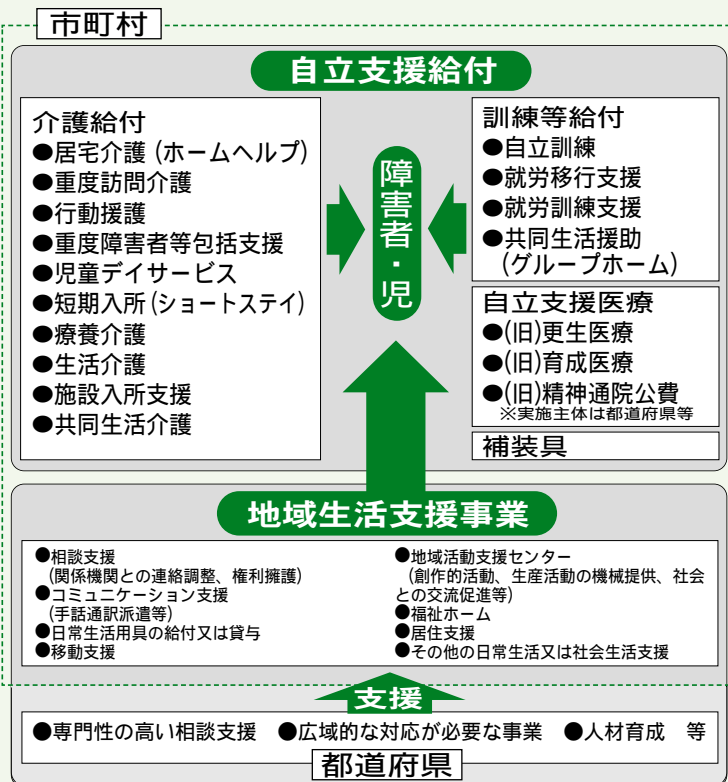 市町村
自立支援給付
介護給付
●居宅介護(ホームヘルプ)
●重度訪問介護
●行動援護
●重度障害者等包括支援
●児童デイサービス
●短期入所(ショートステイ)
●療養介護
●生活介護
●施設入所支援
●共同生活介護
障害者・児
訓練等給付
●自立訓練
●就労移行支援
●就労訓練支援
●共同生活援助
(グループホーム)
自立支援医療
●(旧)更生医療
●(旧)育成医療
●(旧)精神通院公費
※実施主体は都道府県等
補装具
地域生活支援事業
●相談支援
(関係機関との連絡調整、権利擁護)
●コミュニケーション支援
(手話通訳派遣等)
●日常生活用具の給付又は貸与
●移動支援
●地域活動支援センター
(創作的活動、生産活動の機械提供、社会
との交流促進等)
●福祉ホーム
●居住支援
●その他の日常生活又は社会生活支援
支援
●専門性の高い相談支援 ●広域的な対応が必要な事業 ●人材育成 等
都道府県